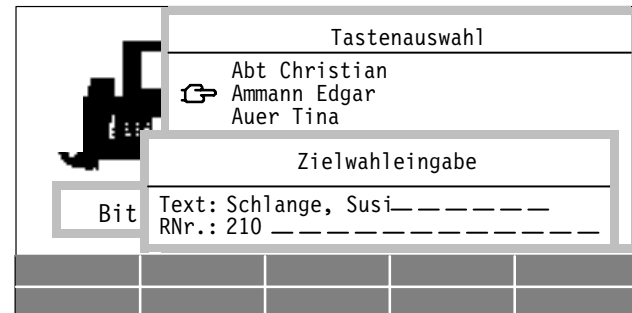 Tastenauswahl
Abt Christian
Ammann Edgar
Auer Tina
Zielwahleingabe
Bit
Text: Schlange, Susi
RNr.: 210